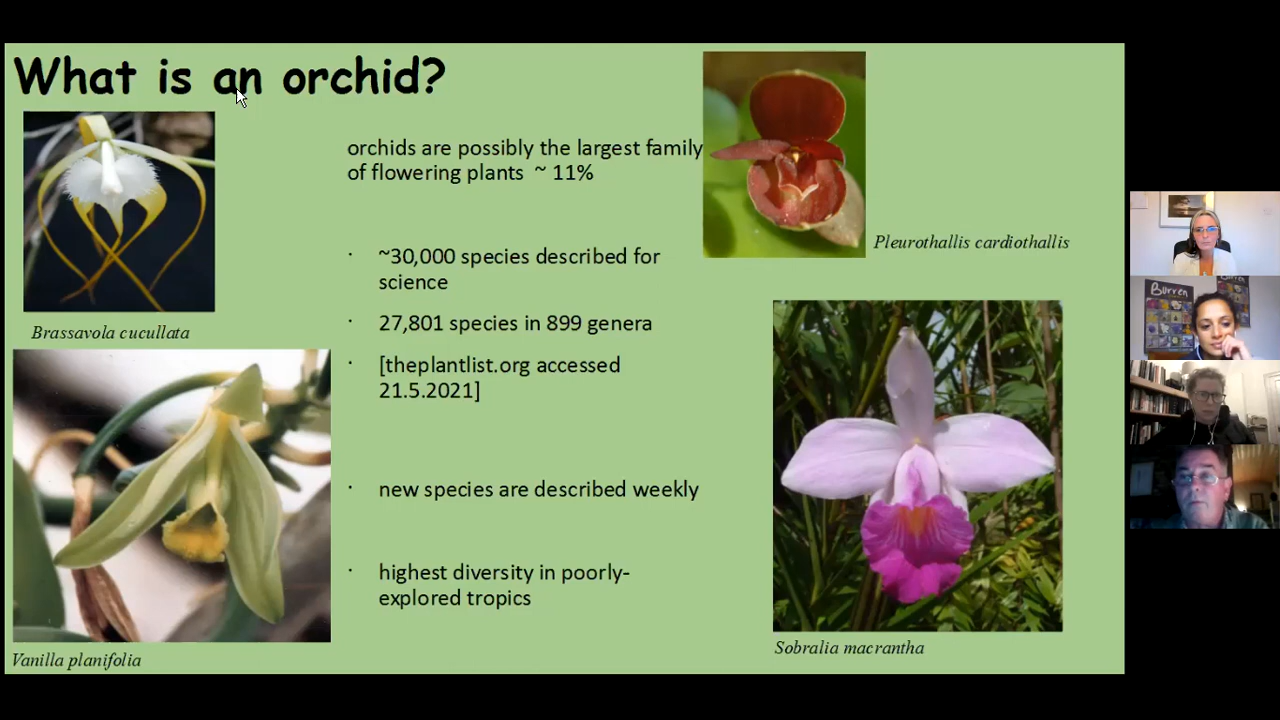 What is an orchid?
orchids are possibly the largest family
of flowering plants ~ 11%
Pleurothallis cardiothallis
· ~30,000 species described for
science
· 27,801 species in 899 genera
· [theplantlist.org accessed
21.5.2021]
Brassavola cucullata
· new species are described weekly
· highest diversity in poorly-
explored tropics
Vanilla planifolia
Sobralia macrantha
Burren